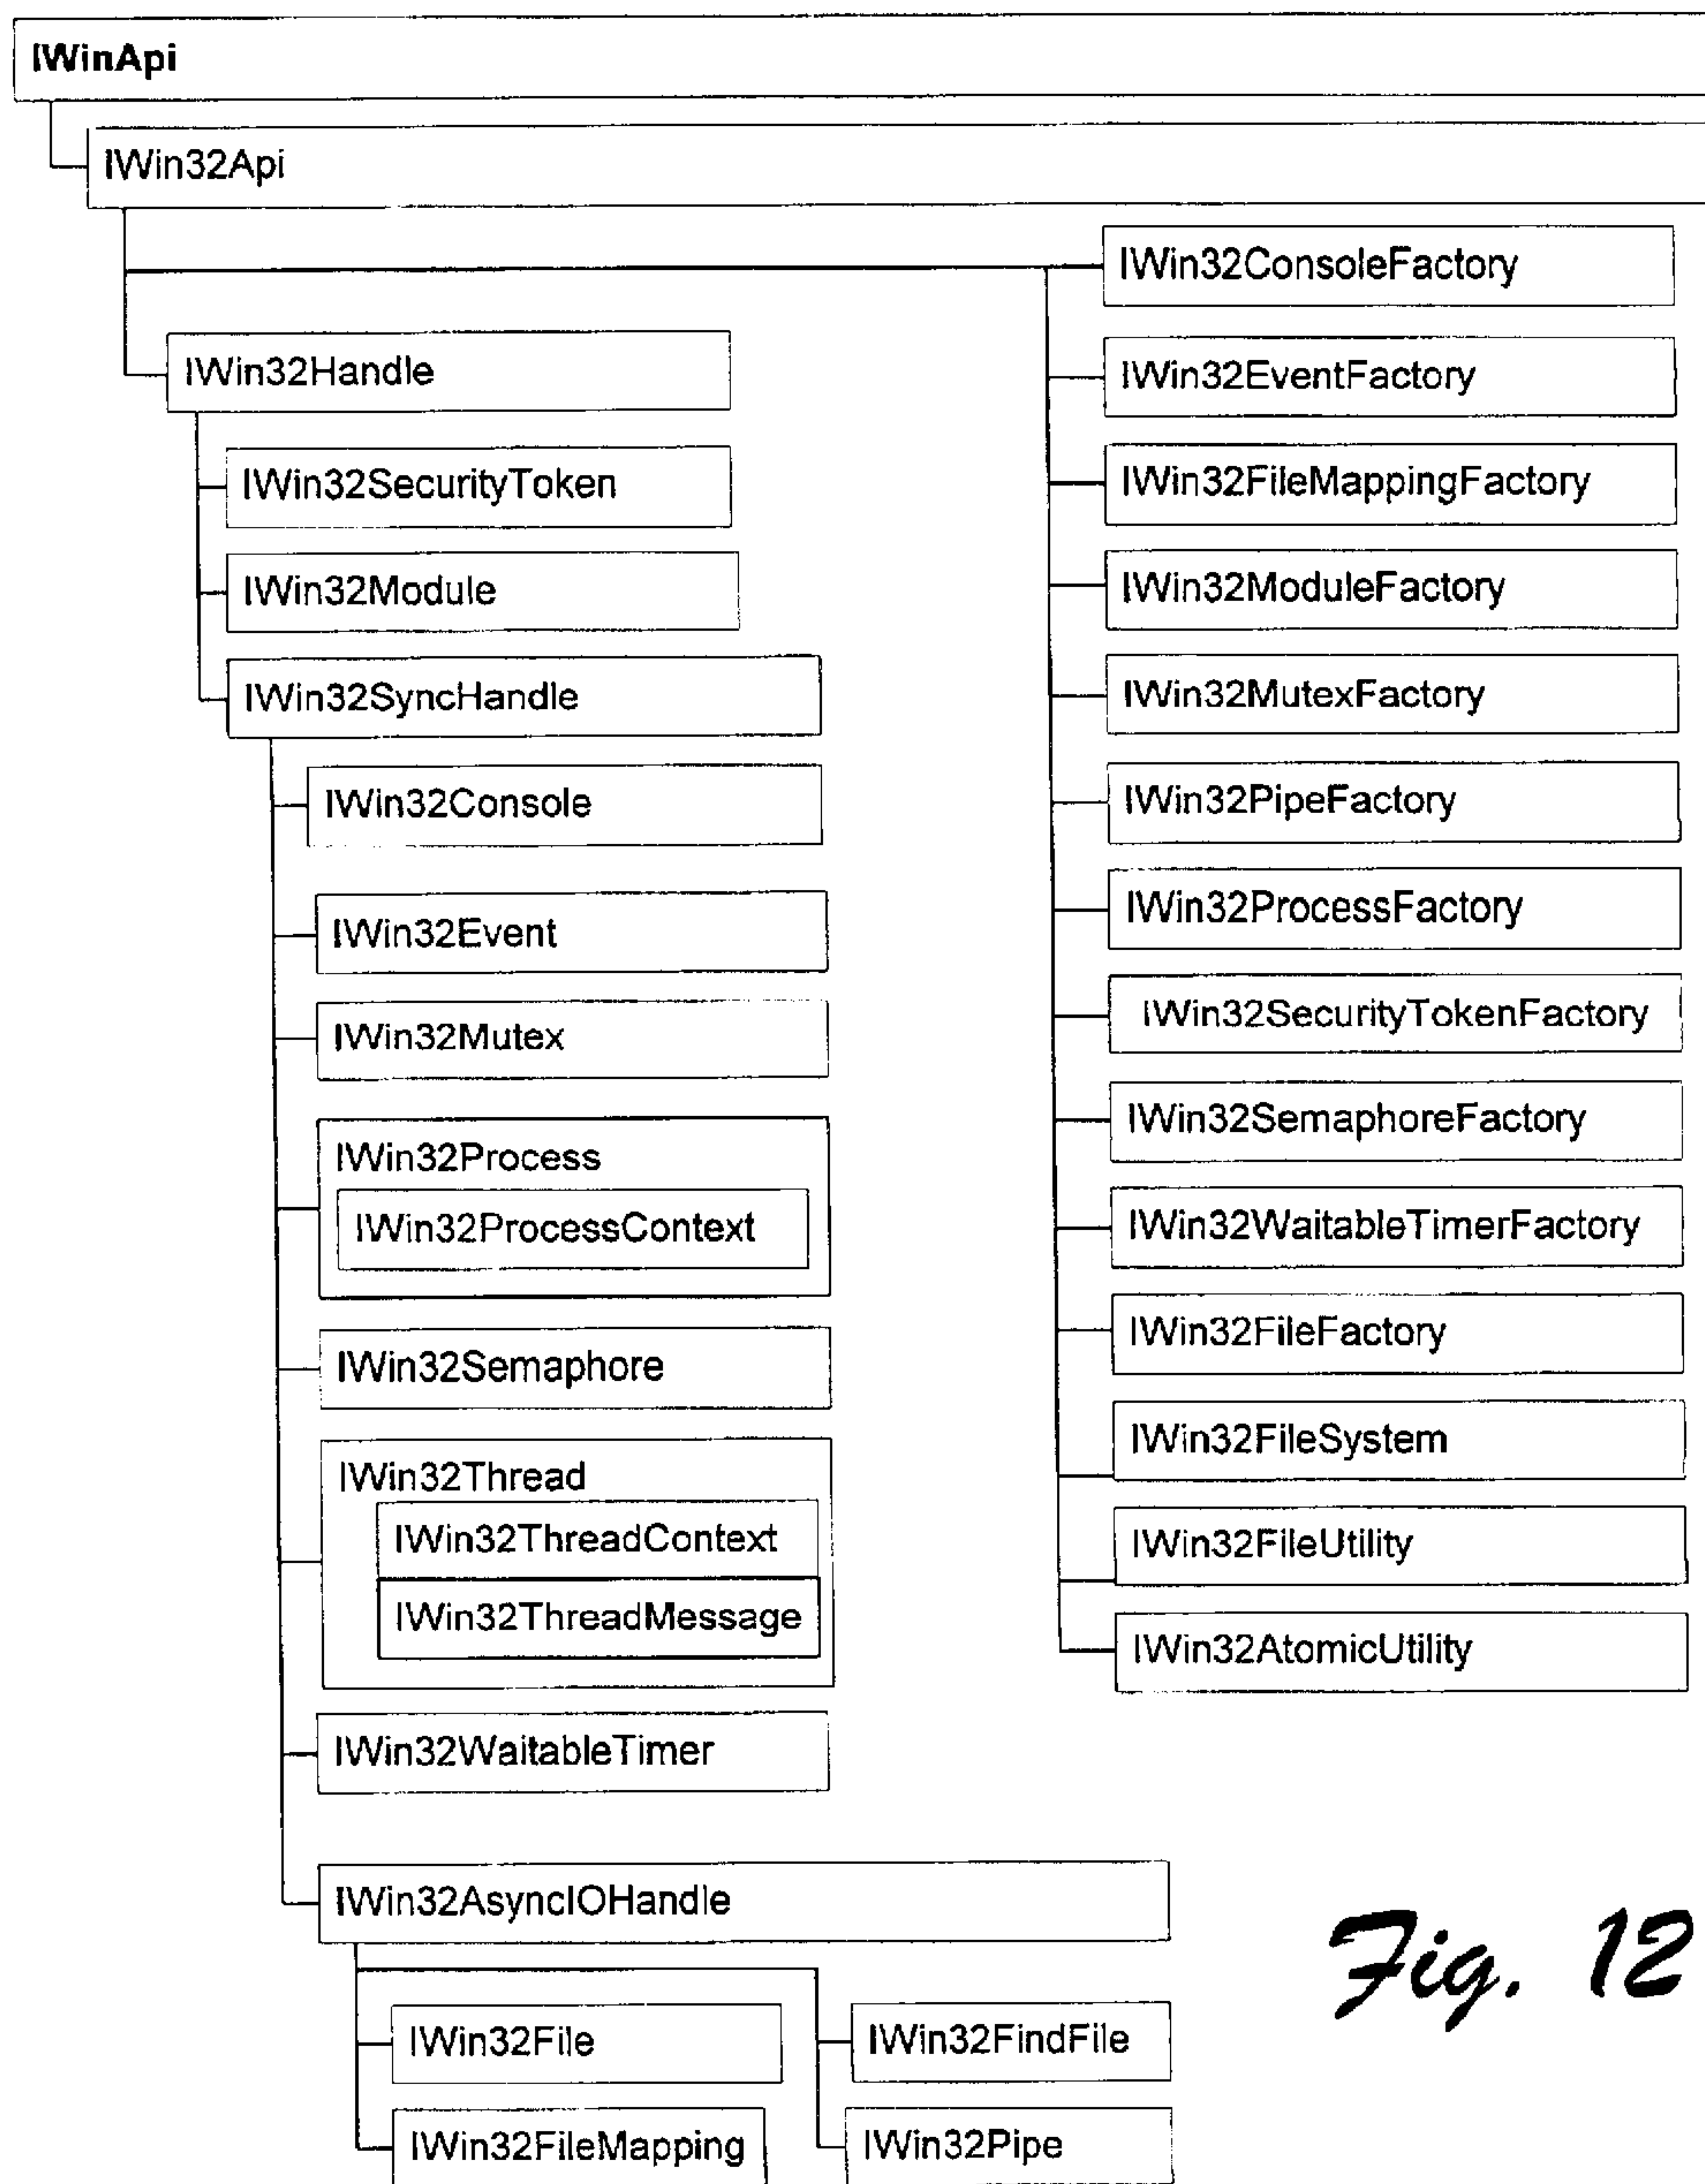 IWinApi
IWin32Api
IWin32Handle
IWin32SecurityToken
IWin32Module
IWin32SyncHandle
IWin32Console
IWin32Event
IWin32Mutex
IWin32Process
IWin32ProcessContext
IWin32Semaphore
IWin32Thread
IWin32ThreadContext
IWin32ThreadMessage
IWin32WaitableTimer
IWin32AsyncIOHandle
IWin32File
IWin32FileMapping
IWin32FindFile
IWin32Pipe
IWin32ConsoleFactory
IWin32EventFactory
IWin32FileMappingFactory
IWin32ModuleFactory
IWin32MutexFactory
IWin32PipeFactory
IWin32ProcessFactory
IWin32SecurityTokenFactory
IWin32SemaphoreFactory
IWin32WaitableTimerFactory
IWin32FileFactory
IWin32FileSystem
IWin32FileUtility
IWin32AtomicUtility
Fig. 12